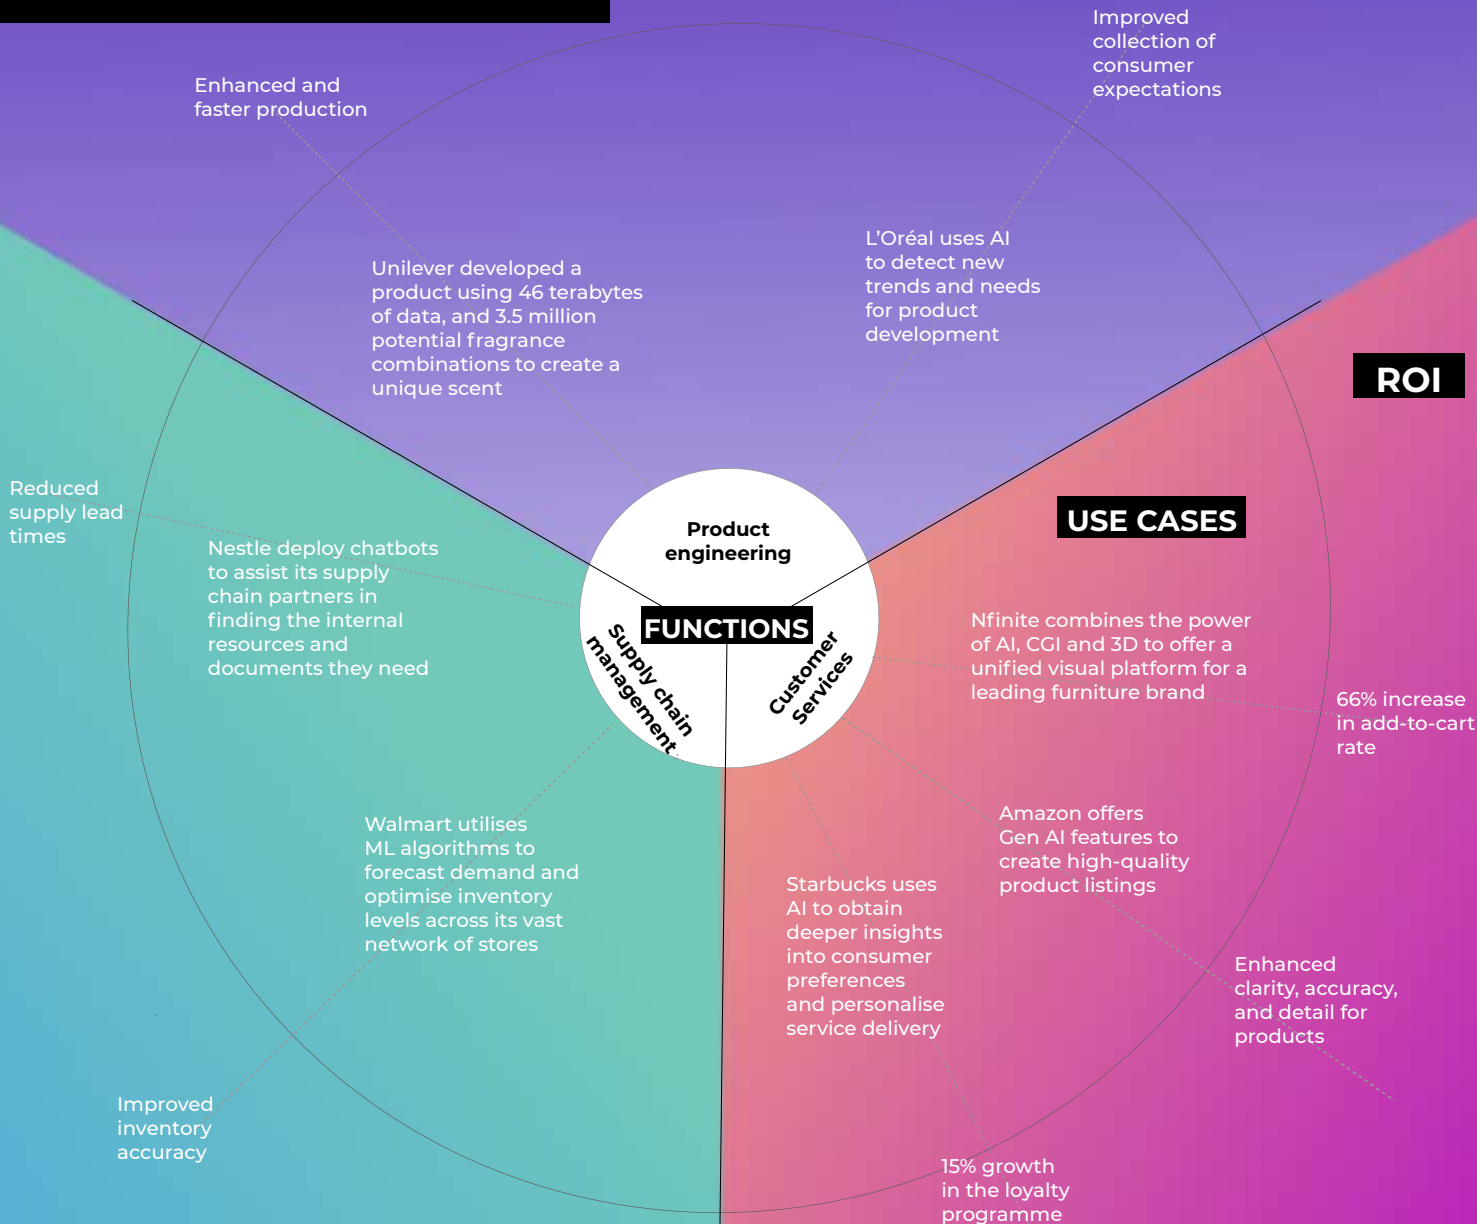 Improved
collection of
consumer
expectations
Enhanced and
faster production
L’Oréal uses AI
to detect new
trends and needs
for product
development
Unilever developed a
product using 46 terabytes
of data, and 3.5 million
potential fragrance
combinations to create a
unique scent
ROI
Reduced
supply lead
times
USE CASES
Product
engineering
Nestle deploy chatbots
to assist its supply
chain partners in
finding the internal
resources and
documents they need
FUNCTIONS
Supply chain
management
Customer
Services
Nfinite combines the power
of AI, CGI and 3D to offer a
unified visual platform for a
leading furniture brand
66% increase
in add-to-cart
rate
Walmart utilises
ML algorithms to
forecast demand and
optimise inventory
levels across its vast
network of stores
Amazon offers
Gen AI features to
create high-quality
product listings
Starbucks uses
AI to obtain
deeper insights
into consumer
preferences
and personalise
service delivery
Enhanced
clarity, accuracy,
and detail for
products
Improved
inventory
accuracy
15% growth
in the loyalty
programme